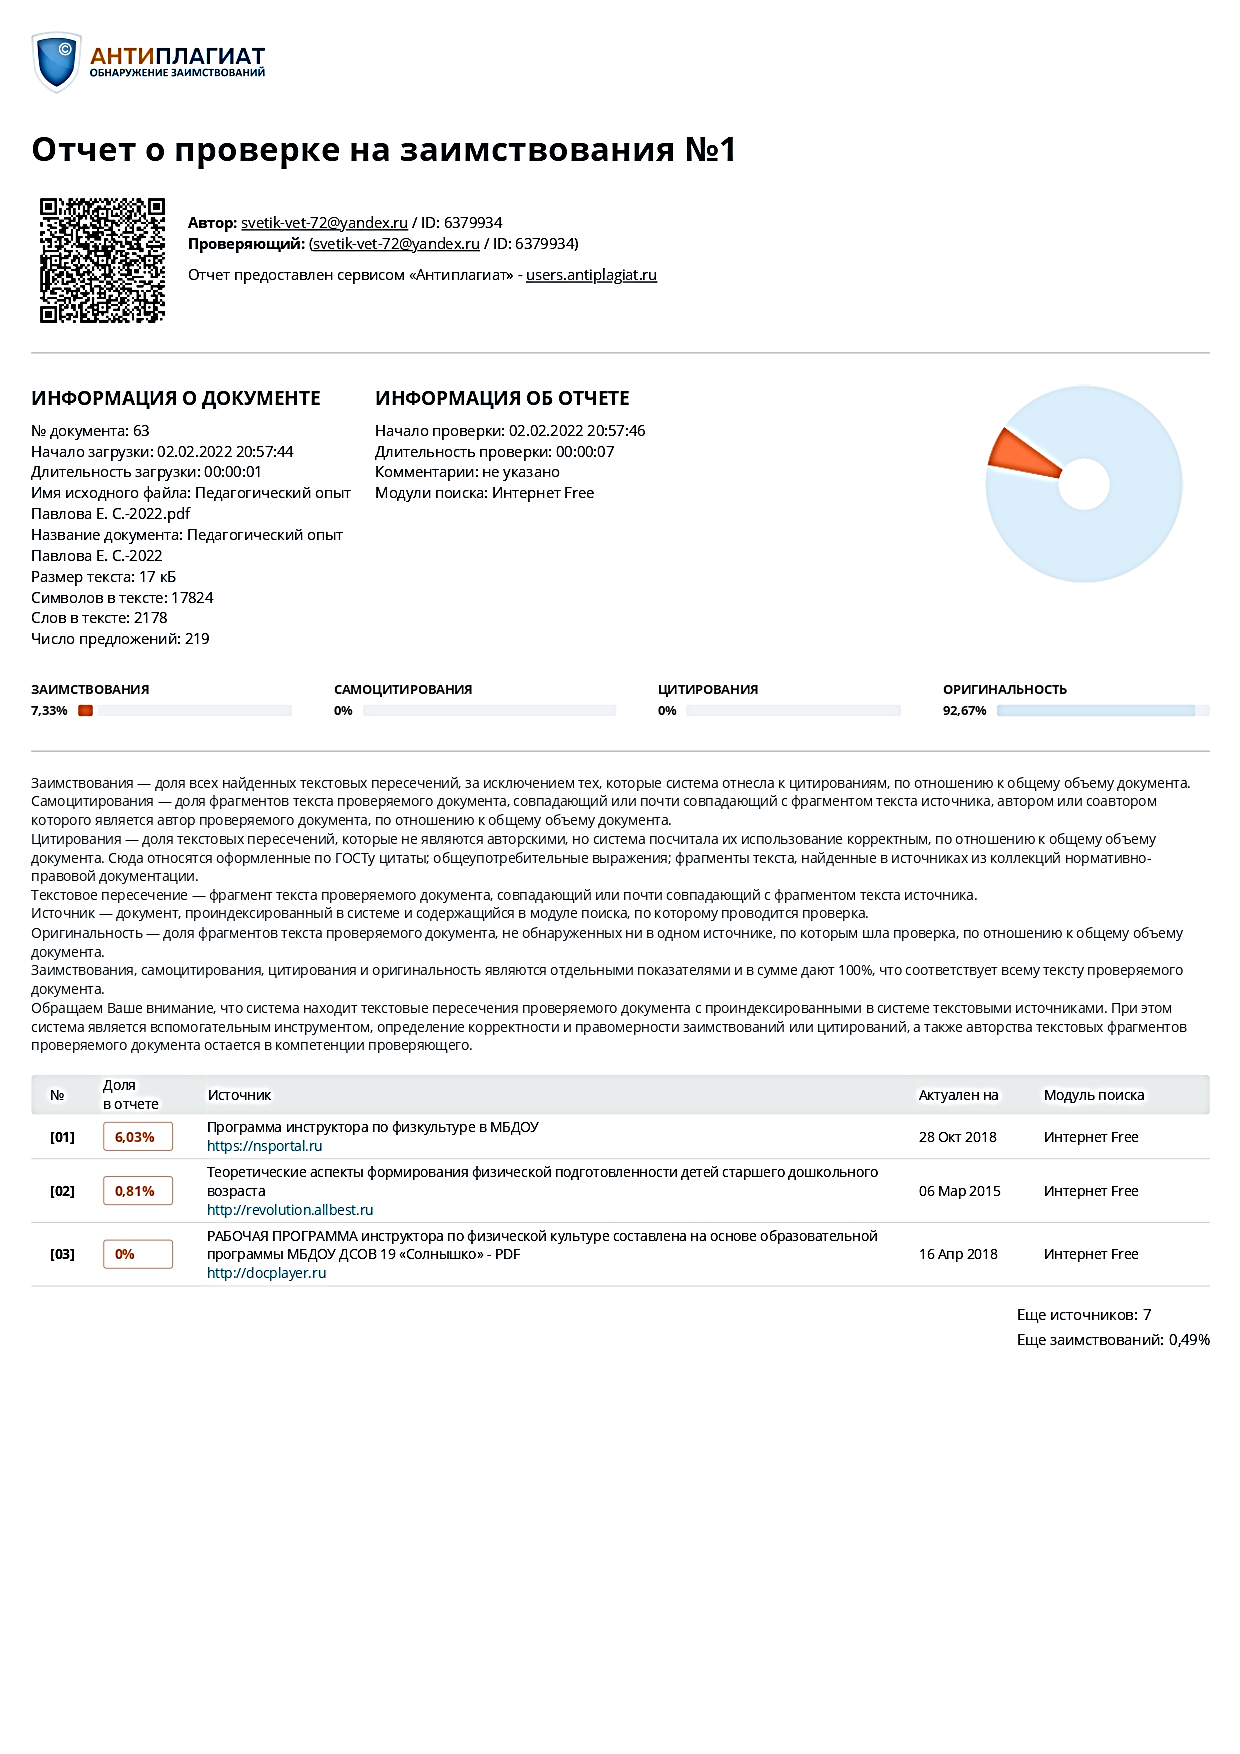 ©
АНТИПЛАГИАТ
ОБНАРУЖЕНИЕ ЗАИМСТВОВАНИЙ
Отчет о проверке на заимствования №1
Автор: svetik-vet-72@yandex.ru / ID: 6379934
Проверяющий: (svetik-vet-72@yandex.ru / ID: 6379934)
Отчет предоставлен сервисом «Антиплагиат» - users.antiplagiat.ru
ИНФОРМАЦИЯ О ДОКУМЕНТЕ
№ документа: 63
Начало загрузки: 02.02.2022 20:57:44
Длительность загрузки: 00:00:01
Имя исходного файла: Педагогический опыт
Павлова Е. С.-2022.pdf
Название документа: Педагогический опыт
Павлова Е. С.-2022
Размер текста: 17 кБ
Символов в тексте: 17824
Слов в тексте: 2178
Число предложений: 219
ИНФОРМАЦИЯ ОБ ОТЧЕТЕ
Начало проверки: 02.02.2022 20:57:46
Длительность проверки: 00:00:07
Комментарии: не указано
Модули поиска: Интернет Free
ЗАИМСТВОВАНИЯ
7,33%
САМОЦИТИРОВАНИЯ
0%
ЦИТИРОВАНИЯ
0%
ОРИГИНАЛЬНОСТЬ
92,67%
Заимствования — доля всех найденных текстовых пересечений, за исключением тех, которые система отнесла к цитированиям, по отношению к общему объему документа.
Самоцитирования — доля фрагментов текста проверяемого документа, совпадающий или почти совпадающий с фрагментом текста источника, автором или соавтором
которого является автор проверяемого документа, по отношению к общему объему документа.
Цитирования — доля текстовых пересечений, которые не являются авторскими, но система посчитала их использование корректным, по отношению к общему объему
документа. Сюда относятся оформленные по ГОСТу цитаты; общеупотребительные выражения; фрагменты текста, найденные в источниках из коллекций нормативно-
правовой документации.
Текстовое пересечение — фрагмент текста проверяемого документа, совпадающий или почти совпадающий с фрагментом текста источника.
Источник — документ, проиндексированный в системе и содержащийся в модуле поиска, по которому проводится проверка.
Оригинальность — доля фрагментов текста проверяемого документа, не обнаруженных ни в одном источнике, по которым шла проверка, по отношению к общему объему
документа.
Заимствования, самоцитирования, цитирования и оригинальность являются отдельными показателями и в сумме дают 100%, что соответствует всему тексту проверяемого
документа.
Обращаем Ваше внимание, что система находит текстовые пересечения проверяемого документа с проиндексированными в системе текстовыми источниками. При этом
система является вспомогательным инструментом, определение корректности и правомерности заимствований или цитирований, а также авторства текстовых фрагментов
проверяемого документа остается в компетенции проверяющего.
№
Доля
в отчете
Источник
Актуален на
Модуль поиска
[01]
6,03%
Программа инструктора по физкультуре в МБДОУ
https://nsportal.ru
28 Окт 2018
Интернет Free
[02]
0,81%
Теоретические аспекты формирования физической подготовленности детей старшего дошкольного
возраста
http://revolution.allbest.ru
06 Мар 2015
Интернет Free
[03]
0%
РАБОЧАЯ ПРОГРАММА инструктора по физической культуре составлена на основе образовательной
программы МБДОУ ДСОВ 19 «Солнышко» - PDF
http://docplayer.ru
16 Апр 2018
Интернет Free
Еще источников: 7
Еще заимствований: 0,49%